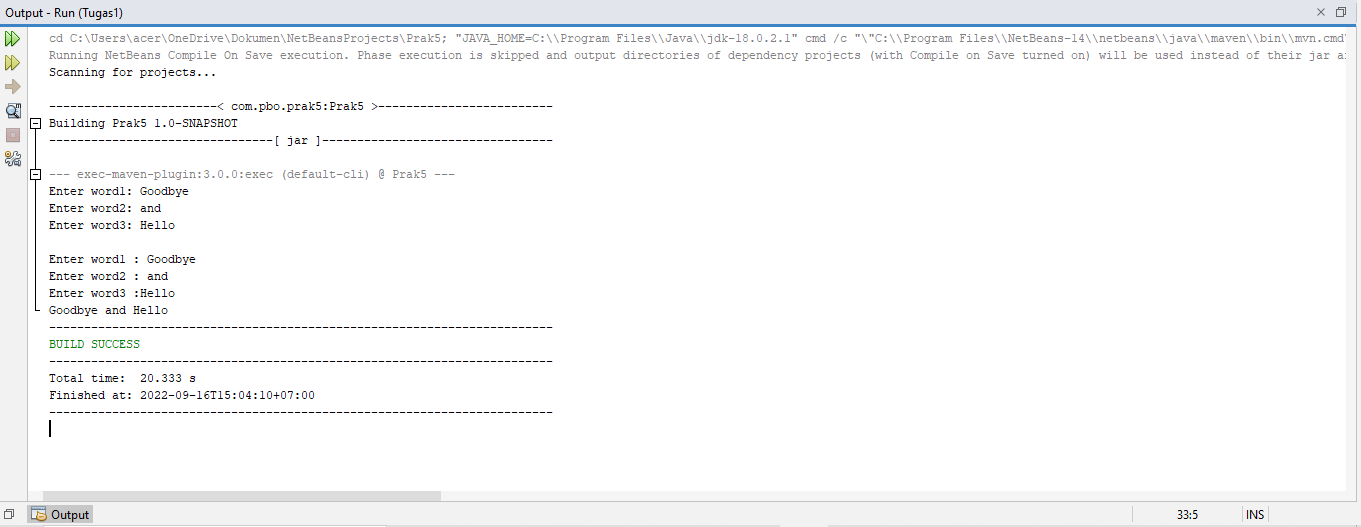 Output - Run (Tugas1)
cd C:\Users\acer\OneDrive\Dokumen\NetBeansProjects\Prak5; "JAVA_HOME=C:\\Program Files\\Java\\jdk-18.0.2.1" cmd /c "\"C:\\Program Files\\NetBeans-14\\netbeans\\java\\maven\\bin\\mvn.cmd\
Running NetBeans Compile On Save execution. Phase execution is skipped and output directories of dependency projects (with Compile on Save turned on) will be used instead of their jar a
Scanning for projects...
------------------------< com.pbo.prak5:Prak5 >-------------------------
Building Prak5 1.0-SNAPSHOT
--------------------------------[ jar ]---------------------------------
--- exec-maven-plugin:3.0.0:exec (default-cli) @ Prak5 ---
Enter word1: Goodbye
Enter word2: and
Enter word3: Hello
Enter word1 : Goodbye
Enter word2 : and
Enter word3 :Hello
Goodbye and Hello
------------------------------------------------------------------------
BUILD SUCCESS
------------------------------------------------------------------------
Total time:  20.333 s
Finished at: 2022-09-16T15:04:10+07:00
------------------------------------------------------------------------
Output
33:5
INS